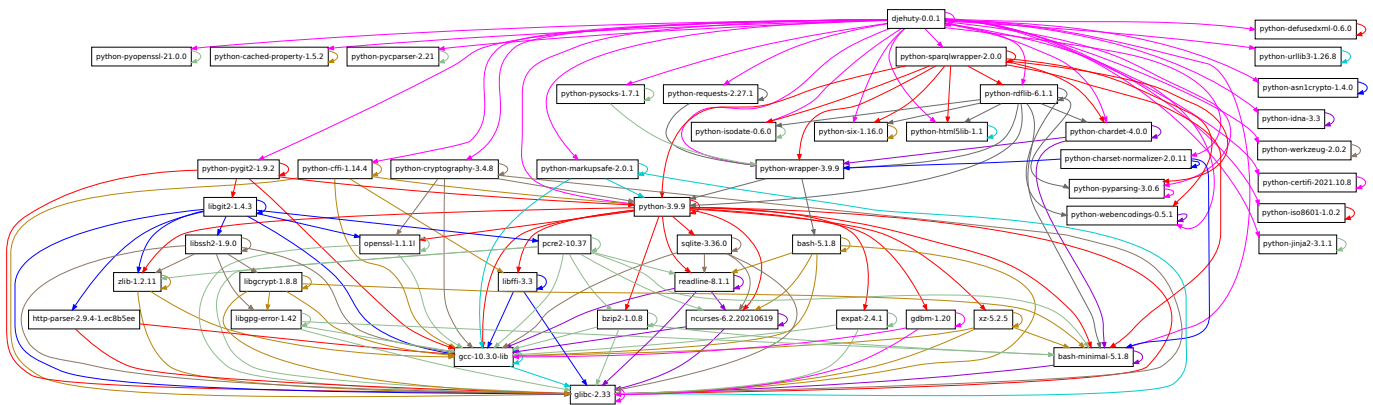 djehuty-0.0.1
python-defusedxml-0.6.0
python-pyopenssl-21.0.0
python-cached-property-1.5.2
python-pycparser-2.21
python-sparqlwrapper-2.0.0
python-urllib3-1.26.8
python-pysocks-1.7.1
python-requests-2.27.1
python-rdflib-6.1.1
python-asn1crypto-1.4.0
python-idna-3.3
python-isodate-0.6.0
python-six-1.16.0
python-html5lib-1.1
python-chardet-4.0.0
python-werkzeug-2.0.2
python-pygit2-1.9.2
python-cffi-1.14.4
python-cryptography-3.4.8
python-markupsafe-2.0.1
python-wrapper-3.9.9
python-charset-normalizer-2.0.11
python-certifi-2021.10.8
python-pyparsing-3.0.6
libgit2-1.4.3
python-3.9.9
python-webencodings-0.5.1
python-iso8601-1.0.2
libssh2-1.9.0
openssl-1.1.1l
pcre2-10.37
sqlite-3.36.0
bash-5.1.8
python-jinja2-3.1.1
zlib-1.2.11
libgcrypt-1.8.8
libffi-3.3
readline-8.1.1
http-parser-2.9.4-1.ec8b5ee
libgpg-error-1.42
bzip2-1.0.8
ncurses-6.2.20210619
expat-2.4.1
gdbm-1.20
xz-5.2.5
gcc-10.3.0-lib
bash-minimal-5.1.8
glibc-2.33